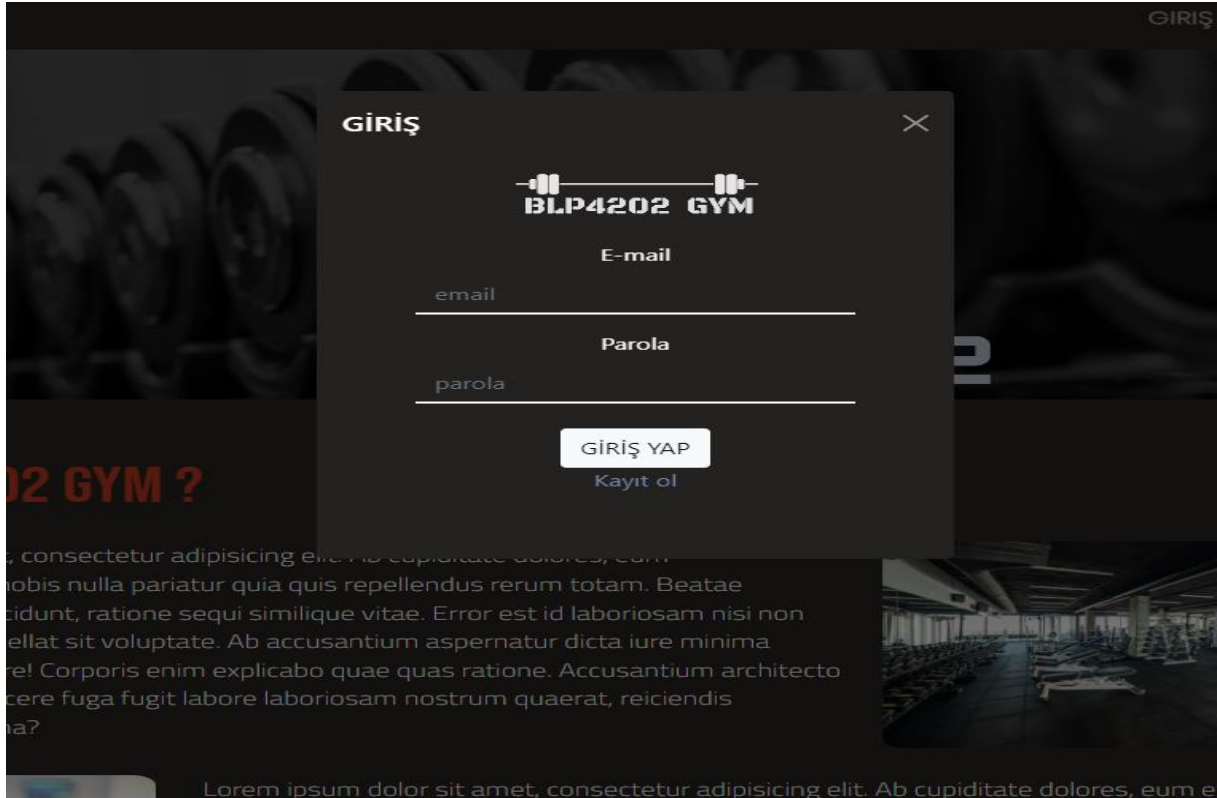 GIRIŞ
GİRİŞ
BLP4202 GYM
E-mail
email
Parola
parola
GİRİŞ YAP
Kayıt ol
2
02 GYM ?
, consectetur adipisicing elit. Ab cupiditate dolores, eum
nobis nulla pariatur quia quis repellendus rerum totam. Beatae
cidunt, ratione sequi similique vitae. Error est id laboriosam nisi non
ellat sit voluptate. Ab accusantium aspernatur dicta iure minima
re! Corporis enim explicabo quae quas ratione. Accusantium architecto
cere fuga fugit labore laboriosam nostrum quaerat, reiciendis
na?
Lorem ipsum dolor sit amet, consectetur adipisicing elit. Ab cupiditate dolores, eum e